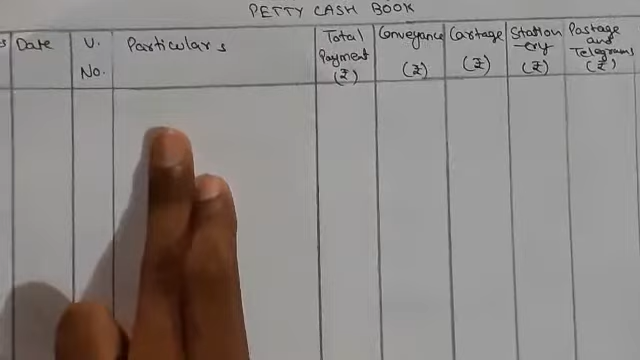 PETTY CASH BOOK
s Date V. No. Particulars Total Payment (₹) Conveyance (₹) Cartage (₹) Station-ery (₹) Postage and Telegrams (₹)